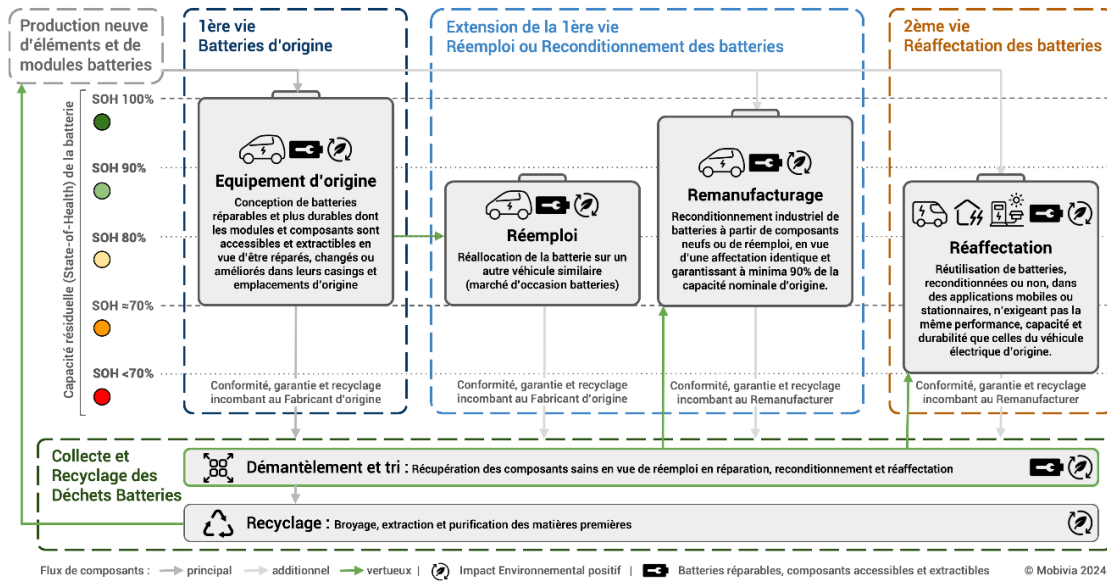 Production neuve
d'éléments et de
modules batteries
1ère vie
Batteries d'origine
Extension de la 1ère vie
Réemploi ou Reconditionnement des batteries
2ème vie
Réaffectation des batteries
Capacité résiduelle (State-of-Health) de la batterie
SOH 100%
SOH 90%
SOH 80%
SOH ≈70%
SOH <70%
Equipement d'origine
Conception de batteries
réparables et plus durables dont
les modules et composants sont
accessibles et extractibles en
vue d'être réparés, changés ou
améliorés dans leurs casings et
emplacements d'origine
Réemploi
Réallocation de la batterie sur un
autre véhicule similaire
(marché d'occasion batteries)
Remanufacturage
Reconditionnement industriel de
batteries à partir de composants
neufs ou de réemploi, en vue
d'une affectation identique et
garantissant à minima 90% de la
capacité nominale d'origine.
Réaffectation
Réutilisation de batteries,
reconditionnées ou non, dans
des applications mobiles ou
stationnaires, n'exigeant pas la
même performance, capacité et
durabilité que celles du véhicule
électrique d'origine.
Conformité, garantie et recyclage
incombant au Fabricant d'origine
Conformité, garantie et recyclage
incombant au Fabricant d'origine
Conformité, garantie et recyclage
incombant au Remanufacturer
Conformité, garantie et recyclage
incombant au Remanufacturer
Collecte et
Recyclage des
Déchets Batteries
Démantèlement et tri : Récupération des composants sains en vue de réemploi en réparation, reconditionnement et réaffectation
Recyclage : Broyage, extraction et purification des matières premières
Flux de composants : principal additionnel vertueux | Impact Environnemental positif | Batteries réparables, composants accessibles et extractibles © Mobivia 2024